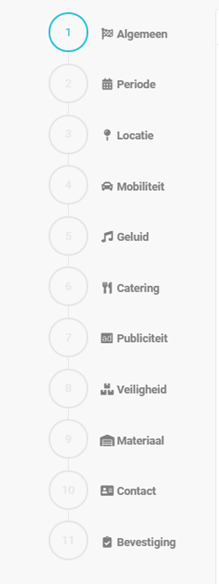 1 Algemeen
2 Periode
3 Locatie
4 Mobiliteit
5 Geluid
6 Catering
7 ad Publiciteit
8 Veiligheid
9 Materiaal
10 Contact
11 Bevestiging